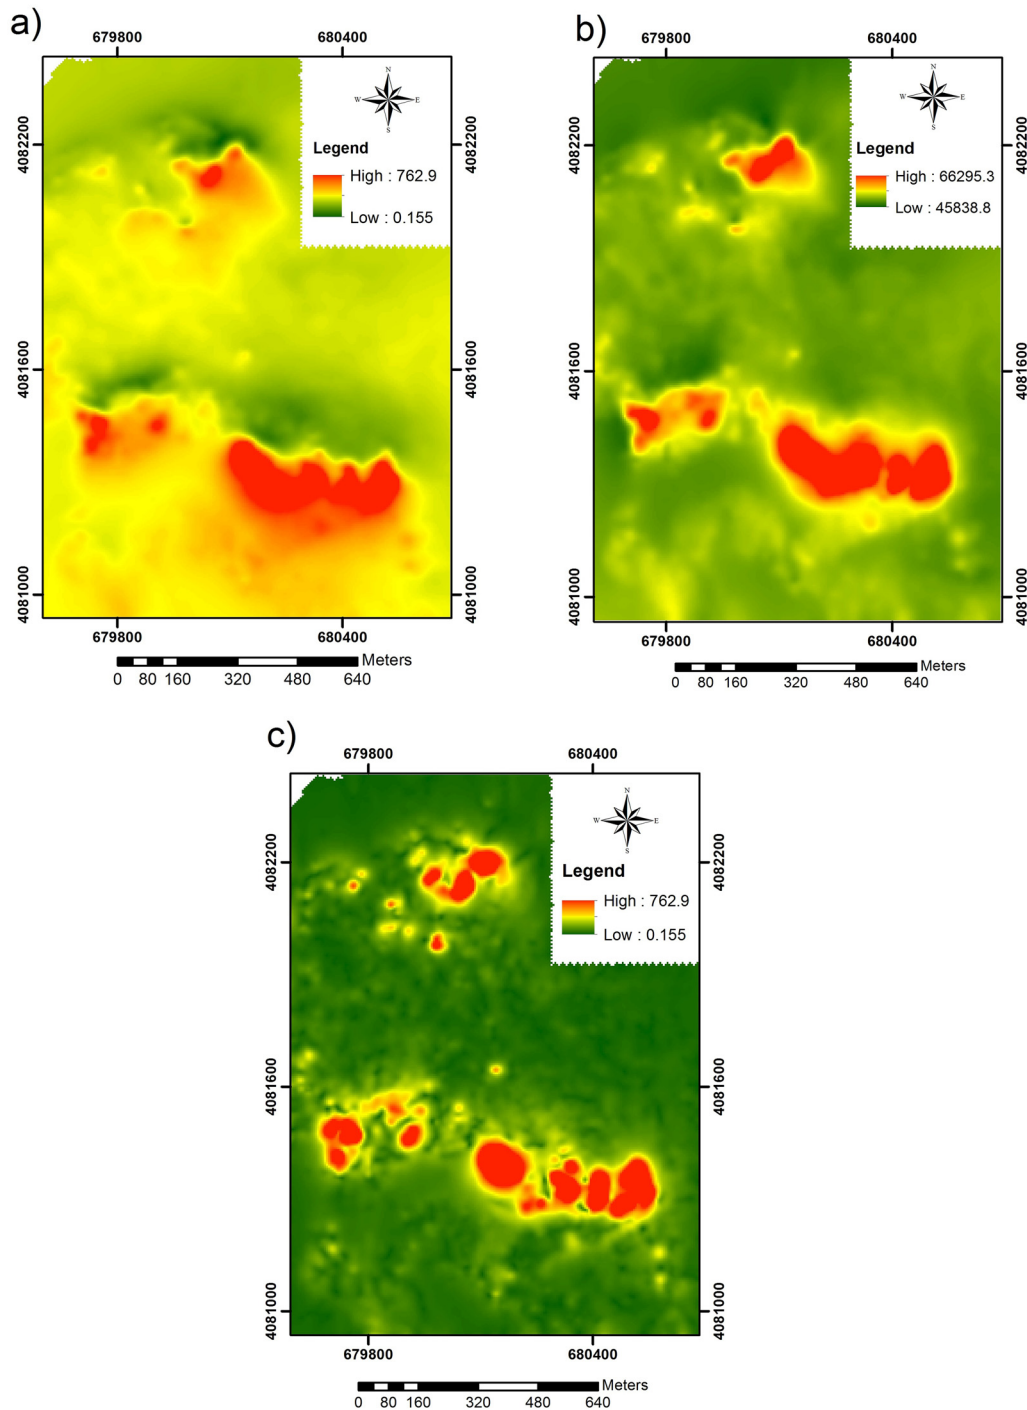 a)
679800 680400
N
W E
S
Legend
High : 762.9
Low : 0.155
4082200 4082200
4081600 4081600
4081000 4081000
679800 680400
Meters
0 80 160 320 480 640
b)
679800 680400
N
W E
S
Legend
High : 66295.3
Low : 45838.8
4082200 4082200
4081600 4081600
4081000 4081000
679800 680400
Meters
0 80 160 320 480 640
c)
679800 680400
N
W E
S
Legend
High : 762.9
Low : 0.155
4082200 4082200
4081600 4081600
4081000 4081000
679800 680400
Meters
0 80 160 320 480 640